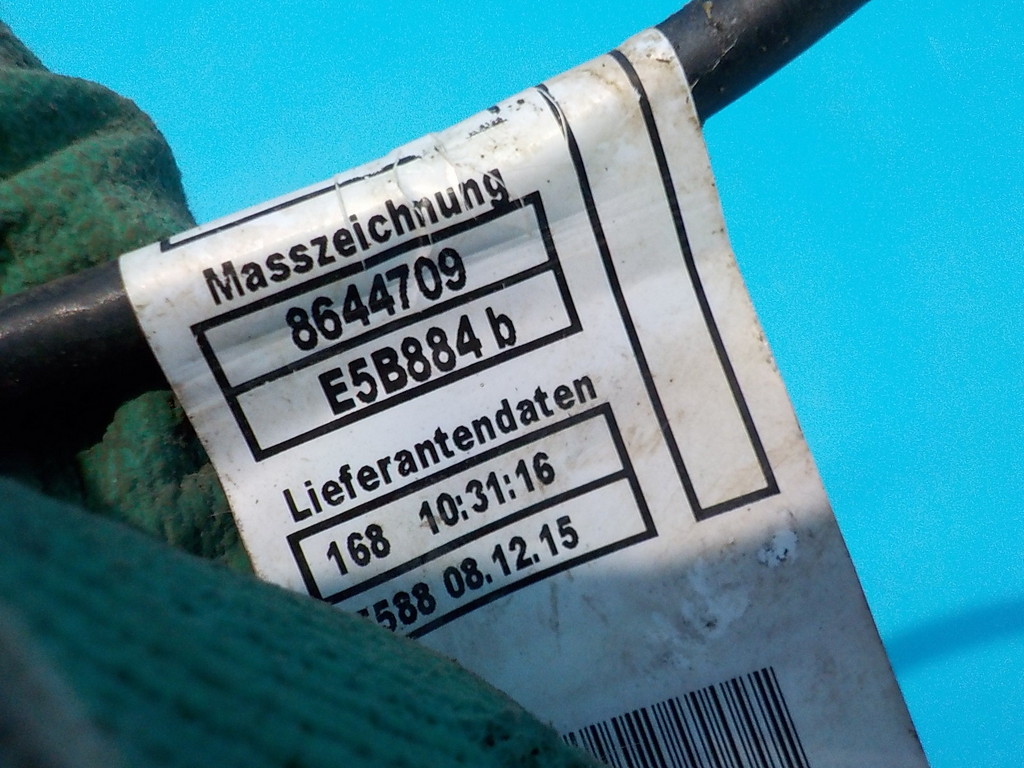 Masszeichnung
8644709
E5B884 b
Lieferantendaten
168 10:31:16
588 08.12.15